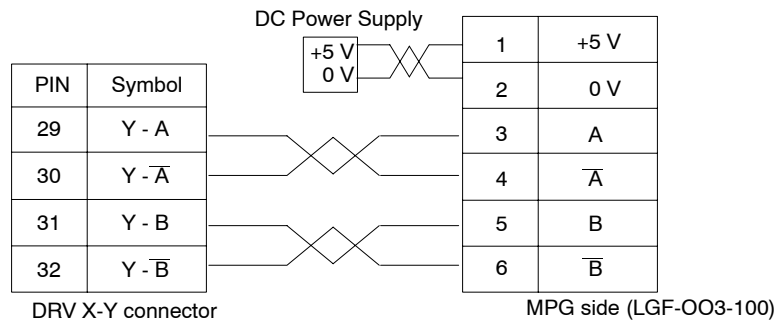 DC Power Supply
+5 V
0 V
1 +5 V
2 0 V
3 A
4 A̅
5 B
6 B̅
PIN Symbol
29 Y - A
30 Y - A̅
31 Y - B
32 Y - B̅
DRV X-Y connector
MPG side (LGF-OO3-100)